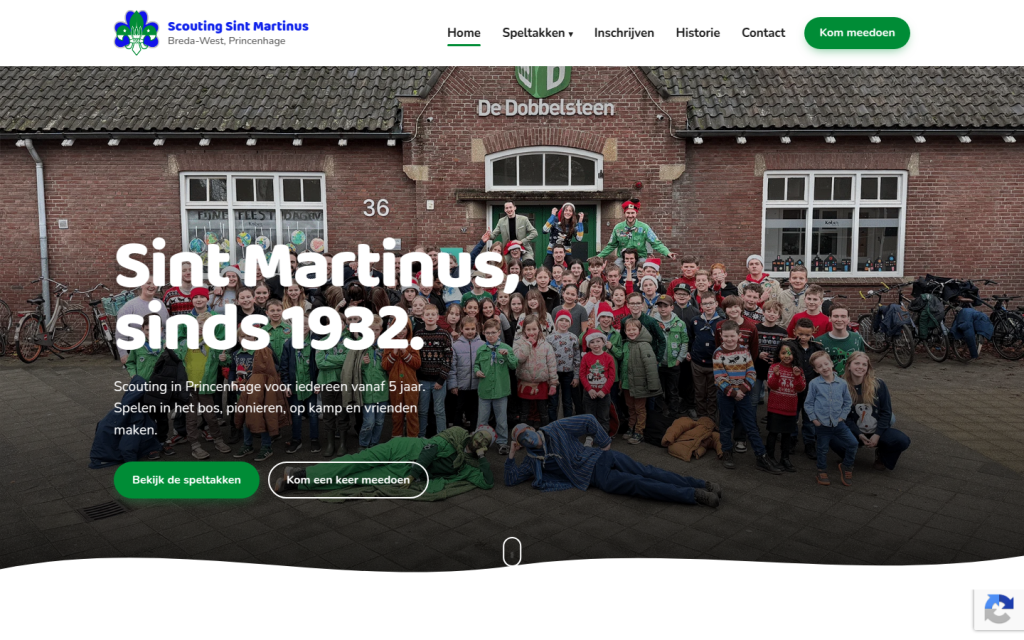 Scouting Sint Martinus
Breda-West, Princenhage
Home
Speltakken ▾
Inschrijven
Historie
Contact
Kom meedoen
De Dobbelsteen
36
Sint Martinus,
sinds 1932.
Scouting in Princenhage voor iedereen vanaf 5 jaar.
Spelen in het bos, pionieren, op kamp en vrienden
maken.
Bekijk de speltakken
Kom een keer meedoen